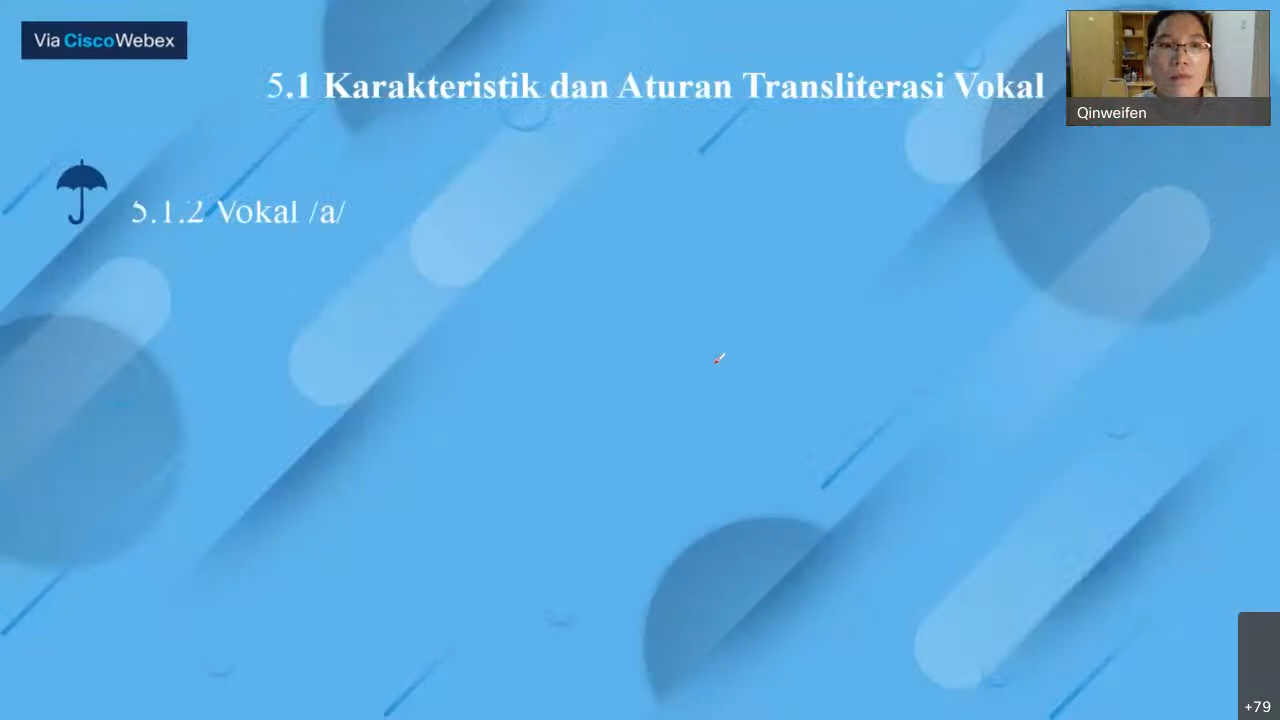 Via CiscoWebex
5.1 Karakteristik dan Aturan Transliterasi Vokal
Qinweifen
5.1.2 Vokal /a/
+79